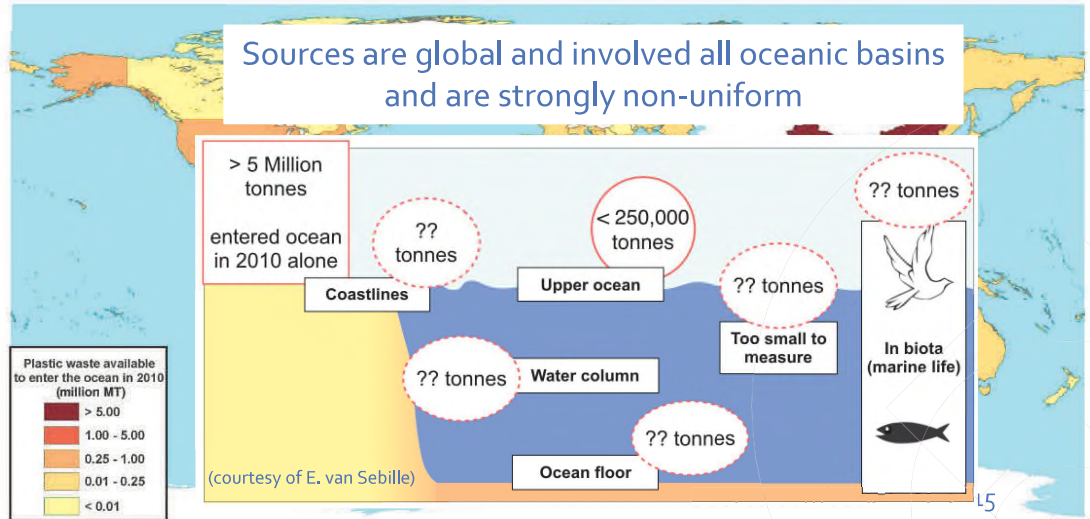 Sources are global and involved all oceanic basins
and are strongly non-uniform
> 5 Million
tonnes
entered ocean
in 2010 alone
??
tonnes
Coastlines
< 250,000
tonnes
Upper ocean
?? tonnes
Too small to
measure
?? tonnes
In biota
(marine life)
?? tonnes
Water column
?? tonnes
Ocean floor
(courtesy of E. van Sebille)
Plastic waste available
to enter the ocean in 2010
(million MT)
> 5.00
1.00 - 5.00
0.25 - 1.00
0.01 - 0.25
< 0.01